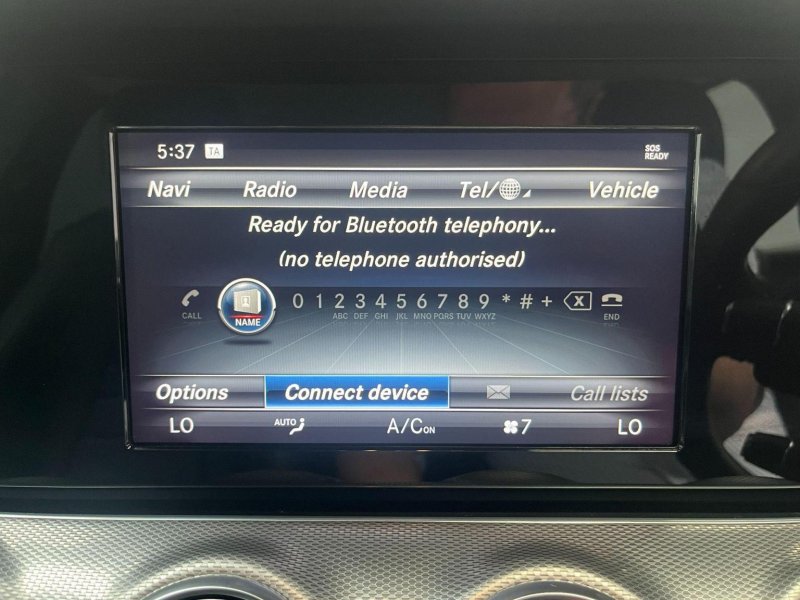 5:37 TA SOS READY
Navi Radio Media Tel/ Vehicle
Ready for Bluetooth telephony...
(no telephone authorised)
CALL NAME 0 1 2 3 4 5 6 7 8 9 * # + X END
ABC DEF GHI JKL MNO PQRS TUV WXYZ
Options Connect device Call lists
LO AUTO A/C ON 7 LO